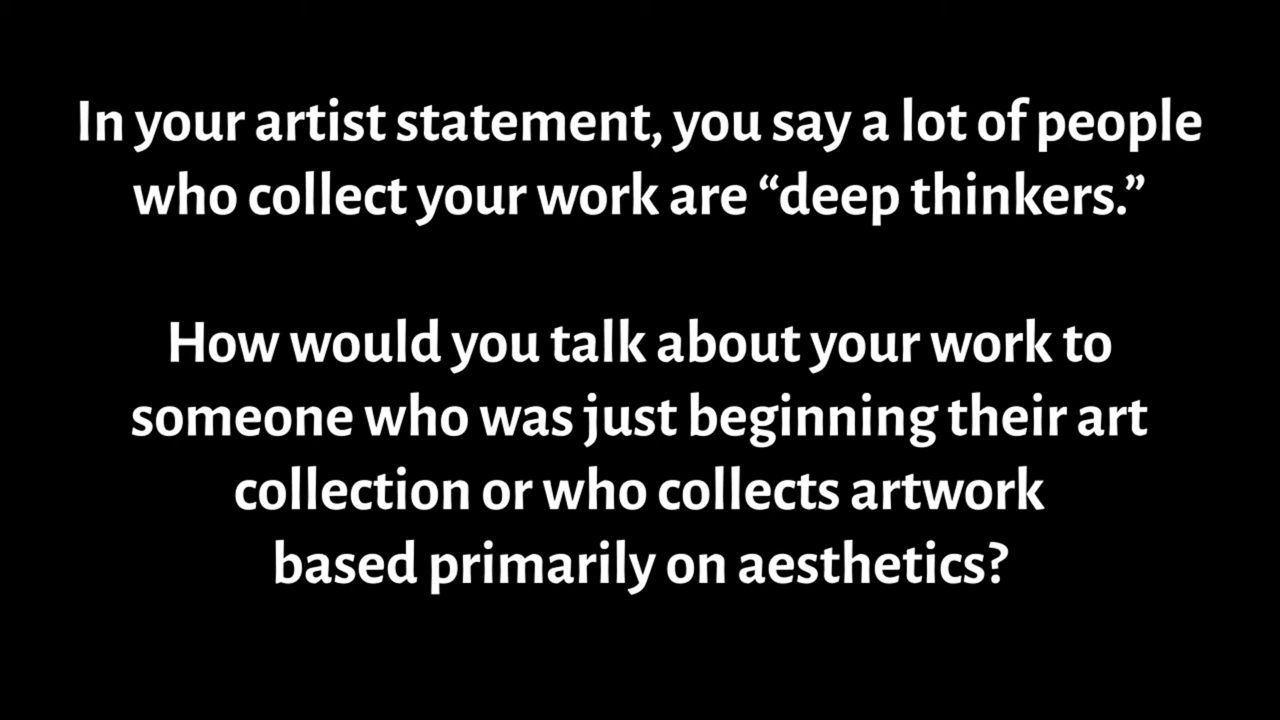 In your artist statement, you say a lot of people
who collect your work are “deep thinkers.”
How would you talk about your work to
someone who was just beginning their art
collection or who collects artwork
based primarily on aesthetics?